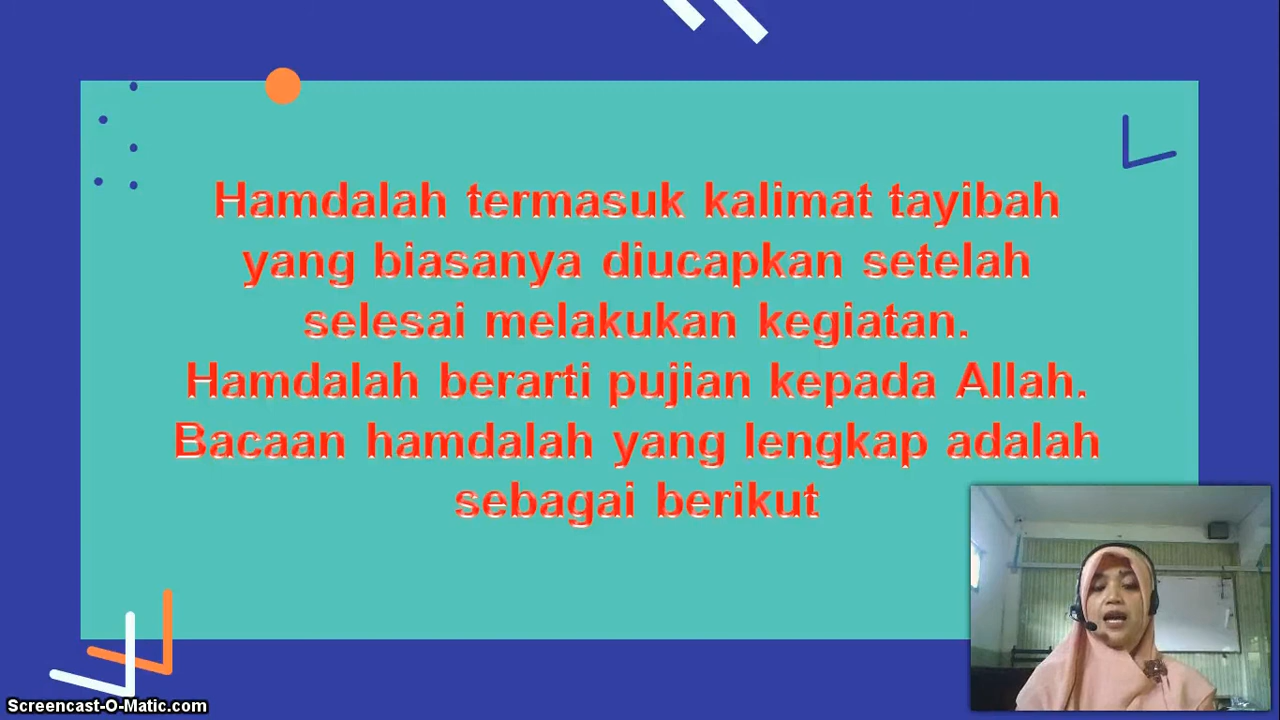 Hamdalah termasuk kalimat tayibah
yang biasanya diucapkan setelah
selesai melakukan kegiatan.
Hamdalah berarti pujian kepada Allah.
Bacaan hamdalah yang lengkap adalah
sebagai berikut
Screencast-O-Matic.com